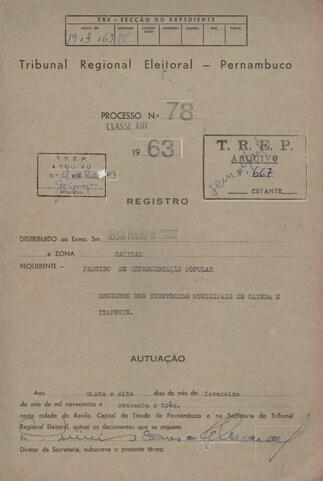 TRE — SECÇÃO DO EXPEDIENTE
19.3.63
Tribunal Regional Eleitoral — Pernambuco
PROCESSO N.o 78
CLASSE XIII
1963
T. R. E. P.
ARQUIVO
T. R. E. P.
ARQUIVO
667
ESTANTE
REGISTRO
DISTRIBUIDO ao Exmo. Snr.
a ZONA CAPITAL
REQUERENTE — PARTIDO DE REPRESENTAÇÃO POPULAR
REGISTRO DOS DIRETÓRIOS MUNICIPAIS DE OLINDA E
ITAPETIM.
AUTUAÇÃO
Aos vinte e oito dias do mês de fevereiro
do ano de mil novecentos e sessenta e três.
nesta cidade do Recife, Capital do Estado de Pernambuco e na Secretaria do Tribunal
Regional Eleitoral, autuei os documentos que se seguem.
Eu
Diretor da Secretaria, subscrevo o presente têrmo.